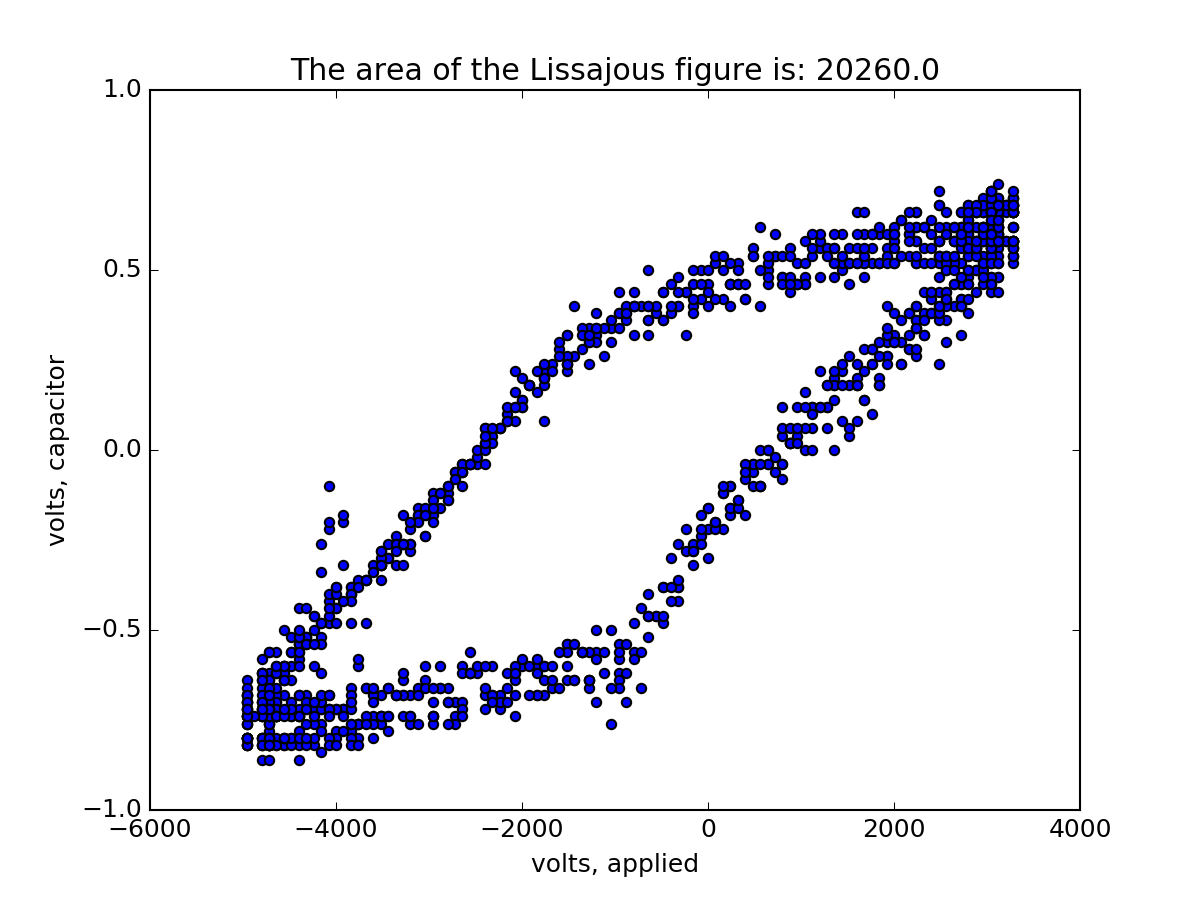 The area of the Lissajous figure is: 20260.0
1.0
0.5
0.0
−0.5
−1.0
volts, capacitor
−6000 −4000 −2000 0 2000 4000
volts, applied